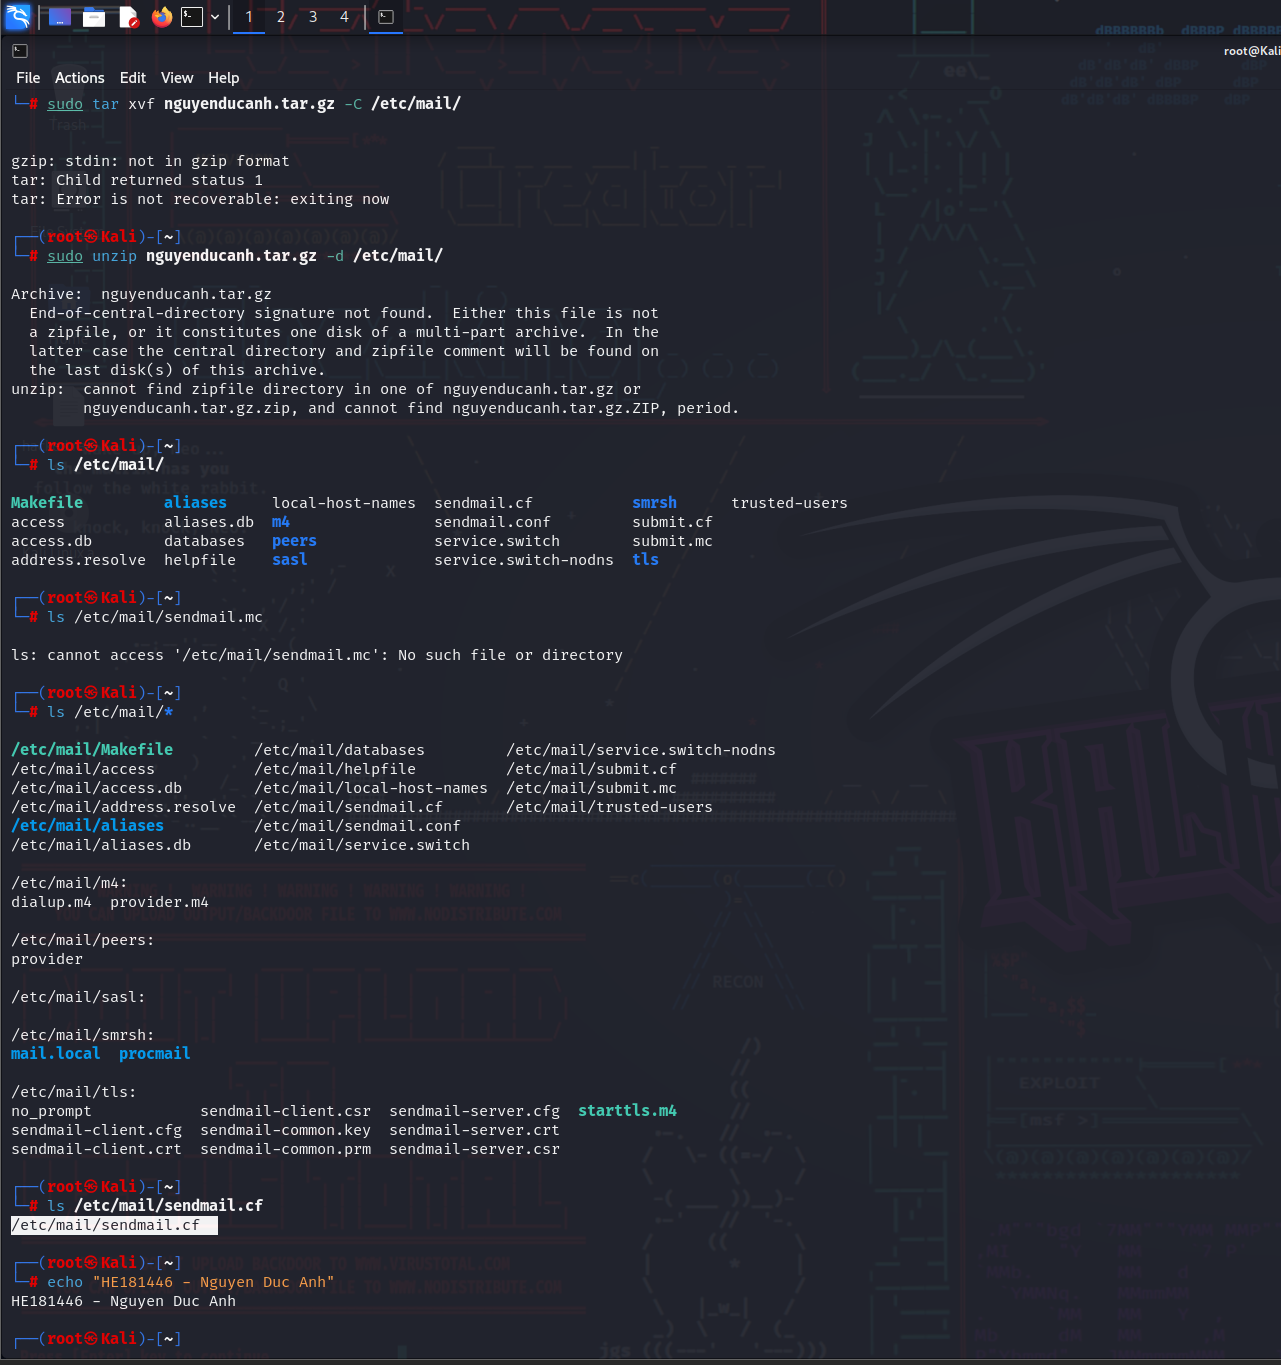 1 2 3 4
root@Kali
File Actions Edit View Help
└─# sudo tar xvf nguyenducanh.tar.gz -C /etc/mail/
Trash
gzip: stdin: not in gzip format
tar: Child returned status 1
tar: Error is not recoverable: exiting now
┌──(root㉿Kali)-[~]
└─# sudo unzip nguyenducanh.tar.gz -d /etc/mail/
Archive:  nguyenducanh.tar.gz
  End-of-central-directory signature not found.  Either this file is not
  a zipfile, or it constitutes one disk of a multi-part archive.  In the
  latter case the central directory and zipfile comment will be found on
  the last disk(s) of this archive.
unzip:  cannot find zipfile directory in one of nguyenducanh.tar.gz or
        nguyenducanh.tar.gz.zip, and cannot find nguyenducanh.tar.gz.ZIP, period.
┌──(root㉿Kali)-[~]
└─# ls /etc/mail/
has you
follow the white rabbit.
Makefile         aliases     local-host-names  sendmail.cf           smrsh      trusted-users
access           aliases.db  m4                sendmail.conf         submit.cf
access.db        databases   peers             service.switch        submit.mc
address.resolve  helpfile    sasl              service.switch-nodns  tls
┌──(root㉿Kali)-[~]
└─# ls /etc/mail/sendmail.mc
ls: cannot access '/etc/mail/sendmail.mc': No such file or directory
┌──(root㉿Kali)-[~]
└─# ls /etc/mail/*
/etc/mail/Makefile         /etc/mail/databases         /etc/mail/service.switch-nodns
/etc/mail/access           /etc/mail/helpfile          /etc/mail/submit.cf
/etc/mail/access.db        /etc/mail/local-host-names  /etc/mail/submit.mc
/etc/mail/address.resolve  /etc/mail/sendmail.cf       /etc/mail/trusted-users
/etc/mail/aliases          /etc/mail/sendmail.conf
/etc/mail/aliases.db       /etc/mail/service.switch
/etc/mail/m4:
dialup.m4  provider.m4
/etc/mail/peers:
provider
RECON
/etc/mail/sasl:
/etc/mail/smrsh:
mail.local  procmail
EXPLOIT
/etc/mail/tls:
no_prompt            sendmail-client.csr  sendmail-server.cfg  starttls.m4
[msf >]
sendmail-client.cfg  sendmail-common.key  sendmail-server.crt
sendmail-client.crt  sendmail-common.prm  sendmail-server.csr
┌──(root㉿Kali)-[~]
└─# ls /etc/mail/sendmail.cf
/etc/mail/sendmail.cf
┌──(root㉿Kali)-[~]
└─# echo "HE181446 - Nguyen Duc Anh"
HE181446 - Nguyen Duc Anh
┌──(root㉿Kali)-[~]